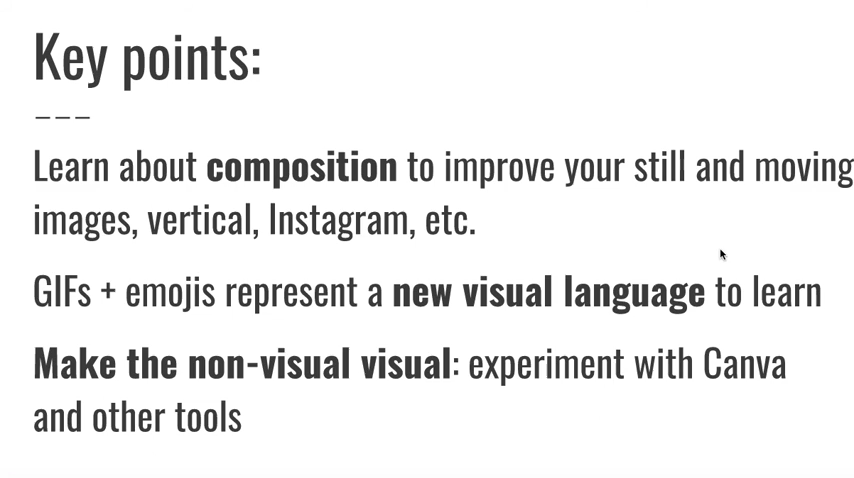 Key points:
---
Learn about composition to improve your still and moving
images, vertical, Instagram, etc.
GIFs + emojis represent a new visual language to learn
Make the non-visual visual: experiment with Canva
and other tools